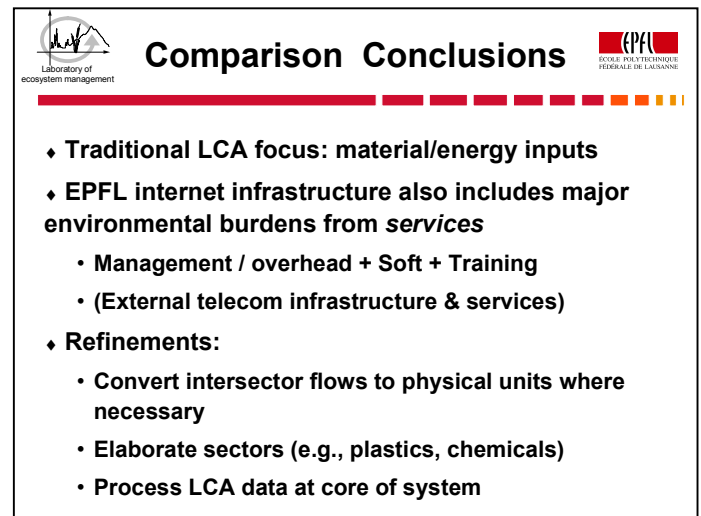 Laboratory of
ecosystem management
Comparison Conclusions
EPFL
ÉCOLE POLYTECHNIQUE
FÉDÉRALE DE LAUSANNE
♦ Traditional LCA focus: material/energy inputs
♦ EPFL internet infrastructure also includes major
environmental burdens from services
• Management / overhead + Soft + Training
• (External telecom infrastructure & services)
♦ Refinements:
• Convert intersector flows to physical units where
necessary
• Elaborate sectors (e.g., plastics, chemicals)
• Process LCA data at core of system